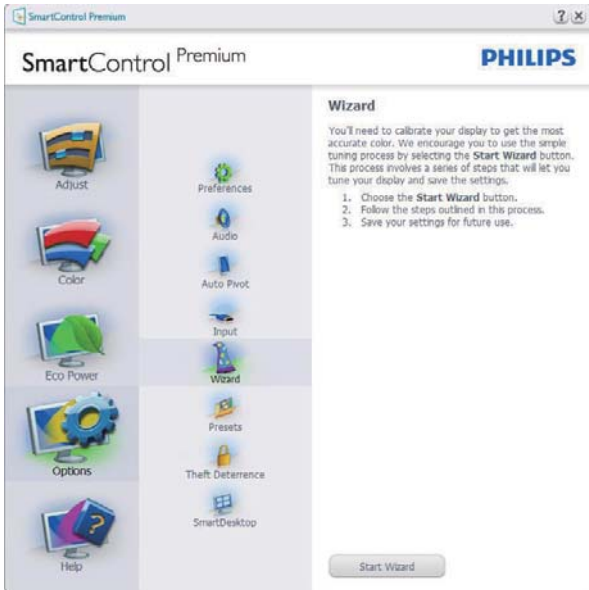 SmartControl Premium
? X
SmartControl Premium
PHILIPS
Adjust
Color
Eco Power
Options
Help
Preferences
Audio
Auto Pivot
Input
Wizard
Presets
Theft Deterrence
SmartDesktop
Wizard
You'll need to calibrate your display to get the most
accurate color. We encourage you to use the simple
tuning process by selecting the Start Wizard button.
This process involves a series of steps that will let you
tune your display and save the settings.
1. Choose the Start Wizard button.
2. Follow the steps outlined in this process.
3. Save your settings for future use.
Start Wizard